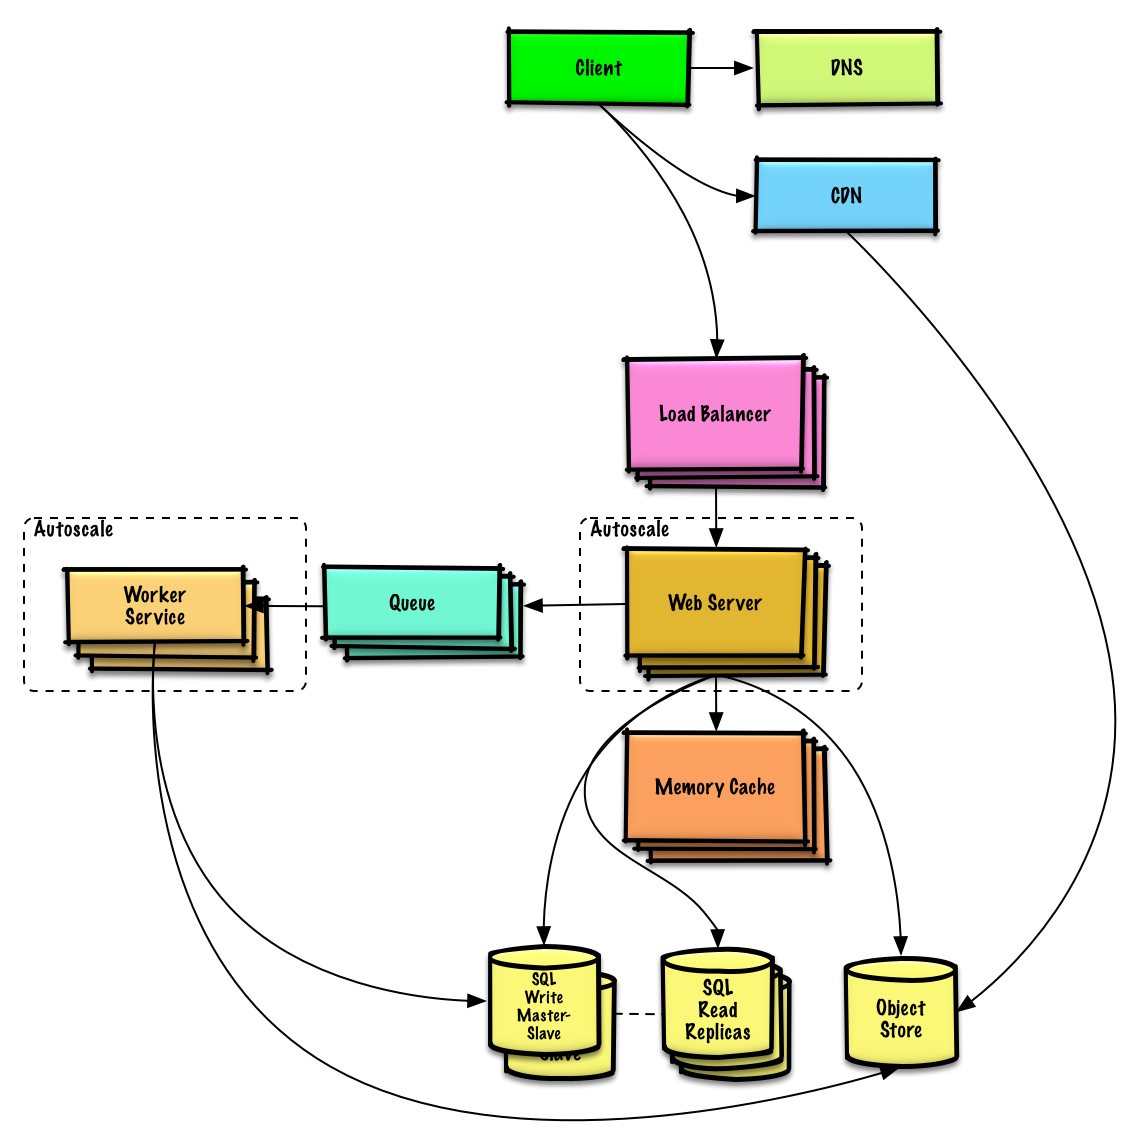 Client
DNS
CDN
Load Balancer
Autoscale
Autoscale
Worker
Service
Queue
Web Server
Memory Cache
SQL
Write
Master-
Slave
Slave
SQL
Read
Replicas
Object
Store